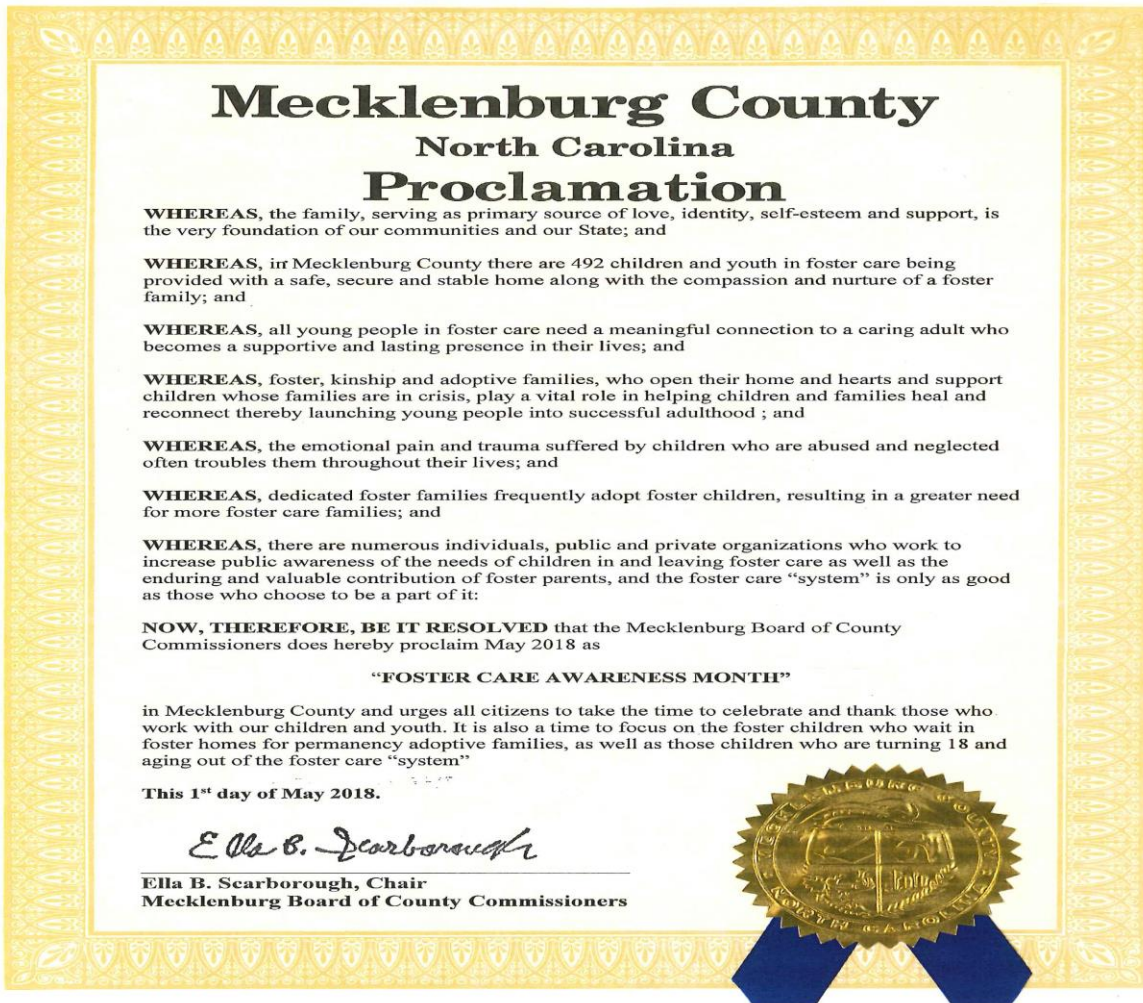 Mecklenburg County
North Carolina
Proclamation
WHEREAS, the family, serving as primary source of love, identity, self-esteem and support, is
the very foundation of our communities and our State; and
WHEREAS, in Mecklenburg County there are 492 children and youth in foster care being
provided with a safe, secure and stable home along with the compassion and nurture of a foster
family; and
WHEREAS, all young people in foster care need a meaningful connection to a caring adult who
becomes a supportive and lasting presence in their lives; and
WHEREAS, foster, kinship and adoptive families, who open their home and hearts and support
children whose families are in crisis, play a vital role in helping children and families heal and
reconnect thereby launching young people into successful adulthood ; and
WHEREAS, the emotional pain and trauma suffered by children who are abused and neglected
often troubles them throughout their lives; and
WHEREAS, dedicated foster families frequently adopt foster children, resulting in a greater need
for more foster care families; and
WHEREAS, there are numerous individuals, public and private organizations who work to
increase public awareness of the needs of children in and leaving foster care as well as the
enduring and valuable contribution of foster parents, and the foster care “system” is only as good
as those who choose to be a part of it:
NOW, THEREFORE, BE IT RESOLVED that the Mecklenburg Board of County
Commissioners does hereby proclaim May 2018 as
“FOSTER CARE AWARENESS MONTH”
in Mecklenburg County and urges all citizens to take the time to celebrate and thank those who
work with our children and youth. It is also a time to focus on the foster children who wait in
foster homes for permanency adoptive families, as well as those children who are turning 18 and
aging out of the foster care “system”
This 1st day of May 2018.
Ella B. Scarborough
Ella B. Scarborough, Chair
Mecklenburg Board of County Commissioners
MECKLENBURG COUNTY
NORTH CAROLINA